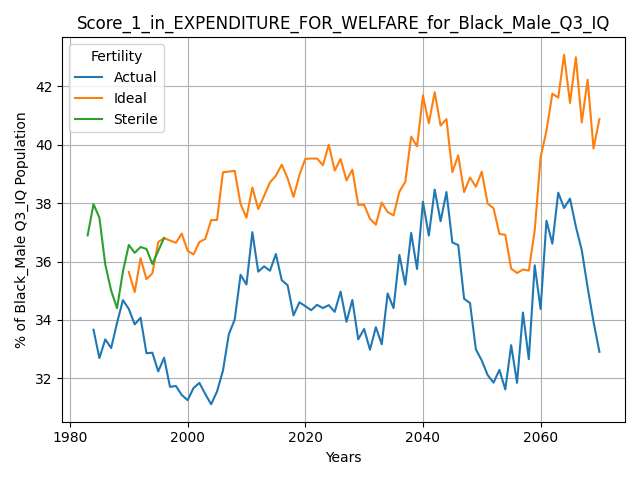 Score_1_in_EXPENDITURE_FOR_WELFARE_for_Black_Male_Q3_IQ
Fertility
Actual
Ideal
Sterile
% of Black_Male Q3_IQ Population
42
40
38
36
34
32
1980
2000
2020
2040
2060
Years